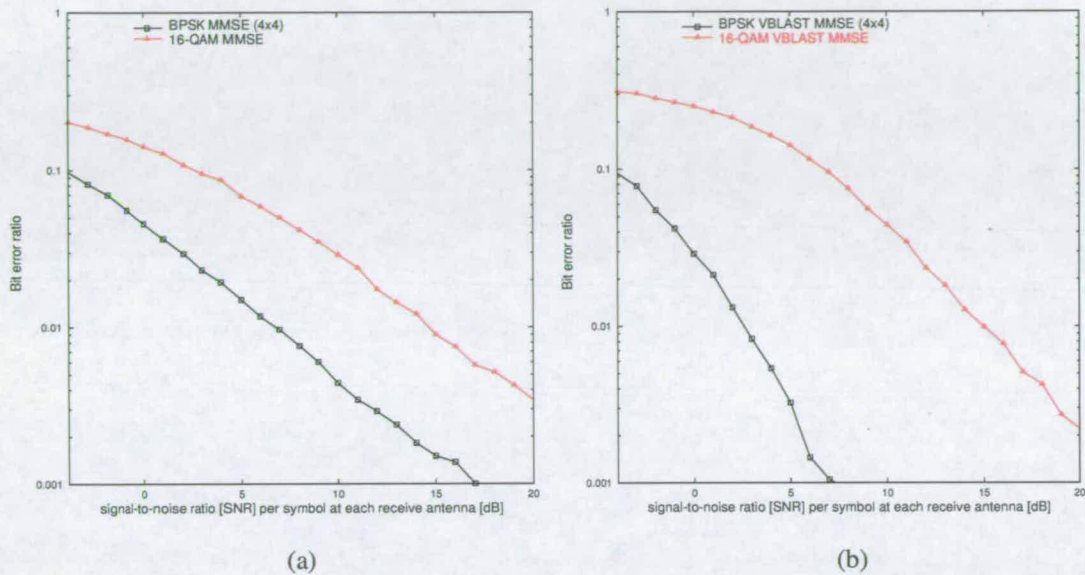 BPSK MMSE (4x4)
16-QAM MMSE
1
0.1
0.01
0.001
Bit error ratio
0
5
10
15
20
signal-to-noise ratio [SNR] per symbol at each receive antenna [dB]
(a)
BPSK VBLAST MMSE (4x4)
16-QAM VBLAST MMSE
1
0.1
0.01
0.001
Bit error ratio
0
5
10
15
20
signal-to-noise ratio [SNR] per symbol at each receive antenna [dB]
(b)